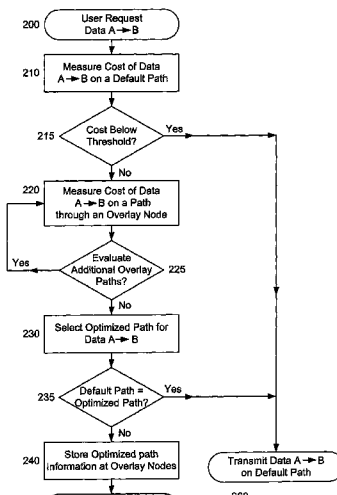 200
User Request
Data A→B
210
Measure Cost of Data
A→B on a Default Path
215
Cost Below
Threshold?
Yes
No
220
Measure Cost of Data
A→B on a Path
through an Overlay Node
Yes
Evaluate
Additional Overlay
Paths?
225
No
230
Select Optimized Path for
Data A→B
235
Default Path =
Optimized Path?
Yes
No
240
Store Optimized path
Information at Overlay Nodes
Transmit Data A→B
on Default Path